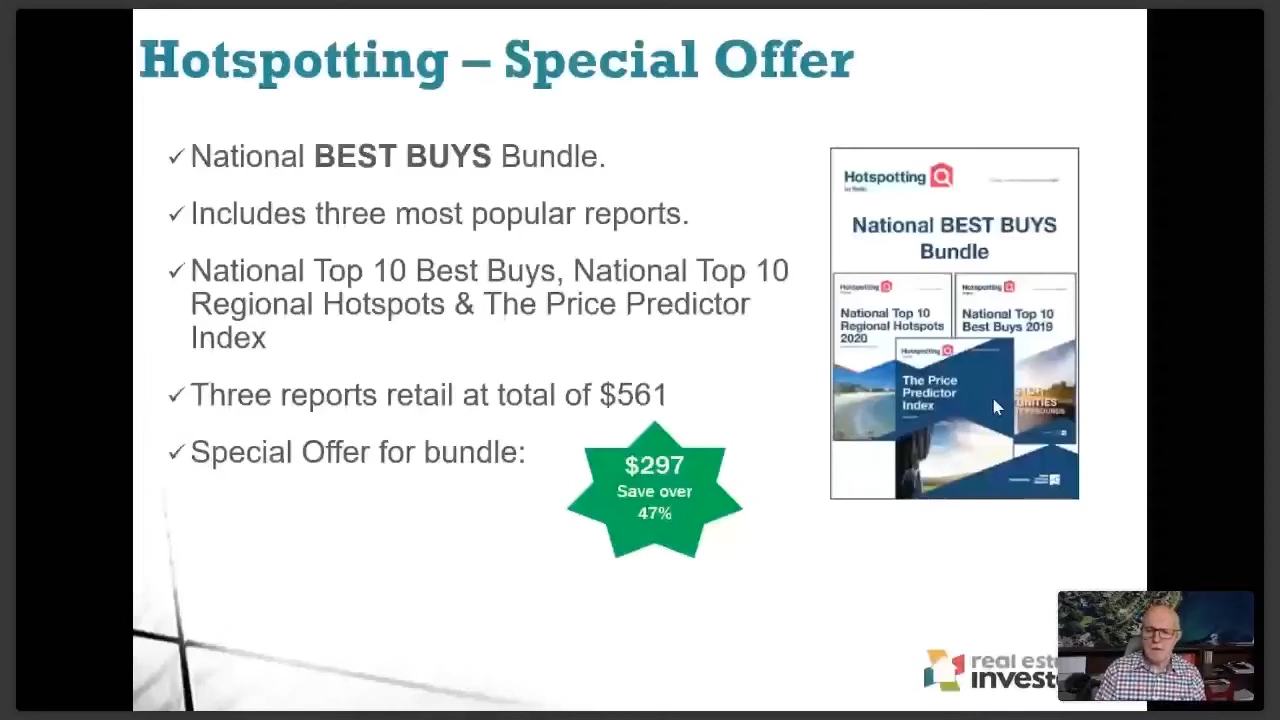 Hotspotting – Special Offer
✓ National BEST BUYS Bundle.
✓ Includes three most popular reports.
✓ National Top 10 Best Buys, National Top 10
Regional Hotspots & The Price Predictor
Index
✓ Three reports retail at total of $561
✓ Special Offer for bundle:
$297
Save over
47%
Hotspotting
National BEST BUYS
Bundle
Hotspotting
National Top 10
Regional Hotspots
2020
Hotspotting
National Top 10
Best Buys 2019
Hotspotting
The Price
Predictor
Index
real est
invest